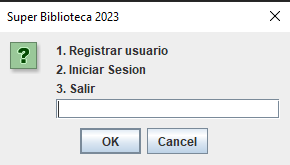 Super Biblioteca 2023
1. Registrar usuario
2. Iniciar Sesion
3. Salir
OK Cancel